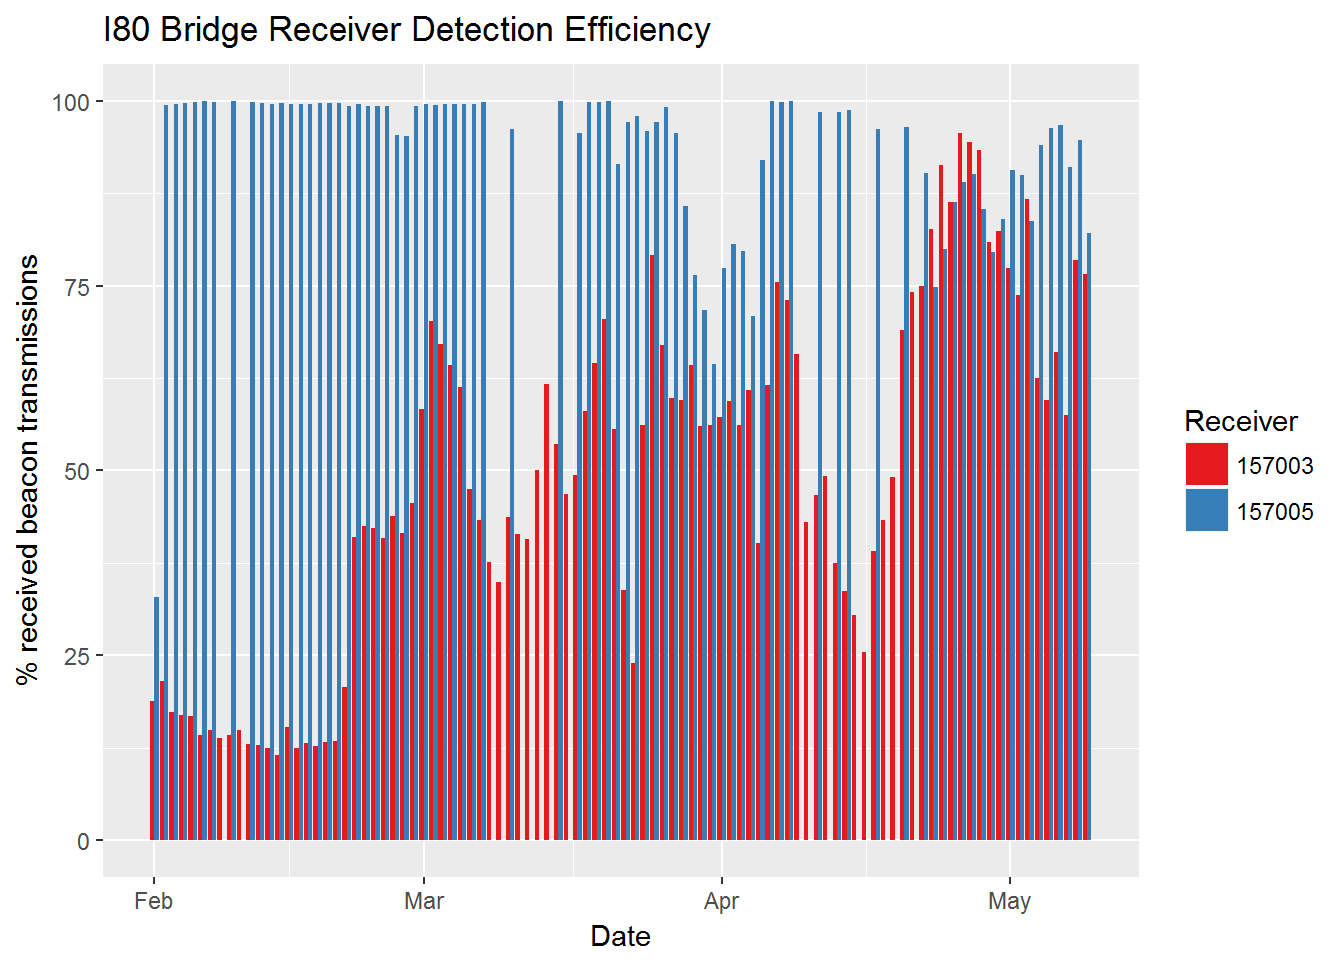 I80 Bridge Receiver Detection Efficiency
% received beacon transmissions
100
75
50
25
0
Feb
Mar
Apr
May
Date
Receiver
157003
157005